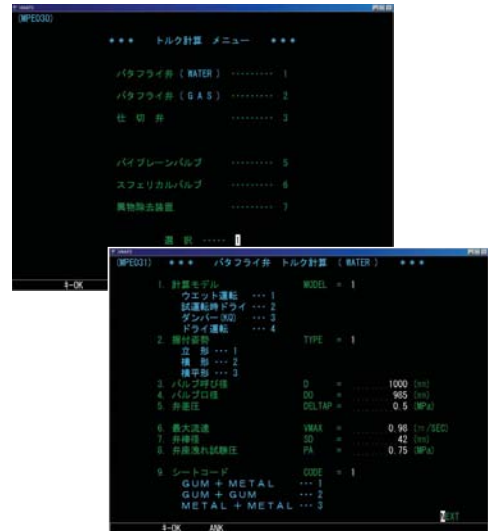 (MPE030)
＊＊＊ トルク計算 メニュー ＊＊＊
バタフライ弁（WATER） ‥‥‥‥‥ 1
バタフライ弁（GAS） ‥‥‥‥‥ 2
仕 切 弁 ‥‥‥‥‥ 3
バイプレーンバルブ ‥‥‥‥‥ 5
スフェリカルバルブ ‥‥‥‥‥ 6
異物除去装置 ‥‥‥‥‥ 7
選 択 ‥‥‥ 1
ｷ-OK
(MPE031) ＊＊＊ バタフライ弁 トルク計算 （WATER） ＊＊＊
1. 計算モデル MODEL = 1
ウエット運転 ‥‥ 1
試運転時ドライ ‥‥ 2
ダンパー(KQ) ‥‥ 3
ドライ運転 ‥‥ 4
2. 据付姿勢 TYPE = 1
立 形 ‥‥ 1
横 形 ‥‥ 2
横平形 ‥‥ 3
3. バルブ呼び径 D = 1000 (mm)
4. バルブ口径 DO = 985 (mm)
5. 弁差圧 DELTAP = 0.5 (MPa)
6. 最大流速 VMAX = 0.98 (m/SEC)
7. 弁棒径 SD = 42 (mm)
8. 弁座洩れ試験圧 PA = 0.75 (MPa)
9. シートコード CODE = 1
GUM + METAL ‥‥ 1
GUM + GUM ‥‥ 2
METAL + METAL ‥‥ 3
NEXT
ｷ-OK ANK